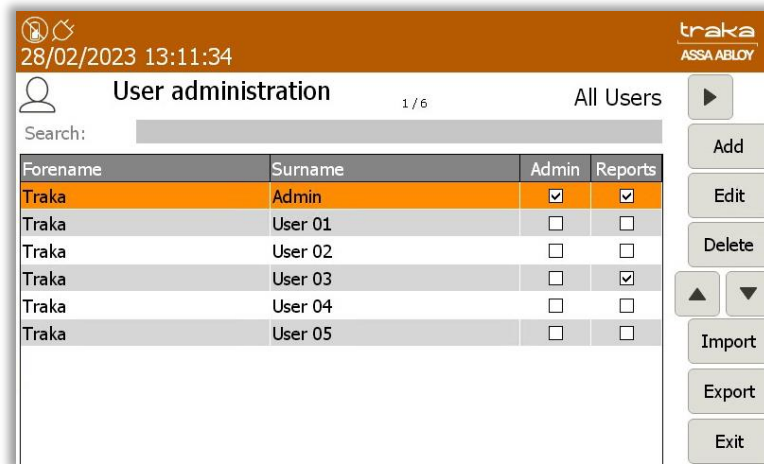 traka
28/02/2023 13:11:34
ASSA ABLOY
User administration 1/6 All Users
Search:
Add
Forename Surname Admin Reports
Traka Admin
Edit
Traka User 01
Traka User 02
Delete
Traka User 03
Traka User 04
Traka User 05
Import
Export
Exit